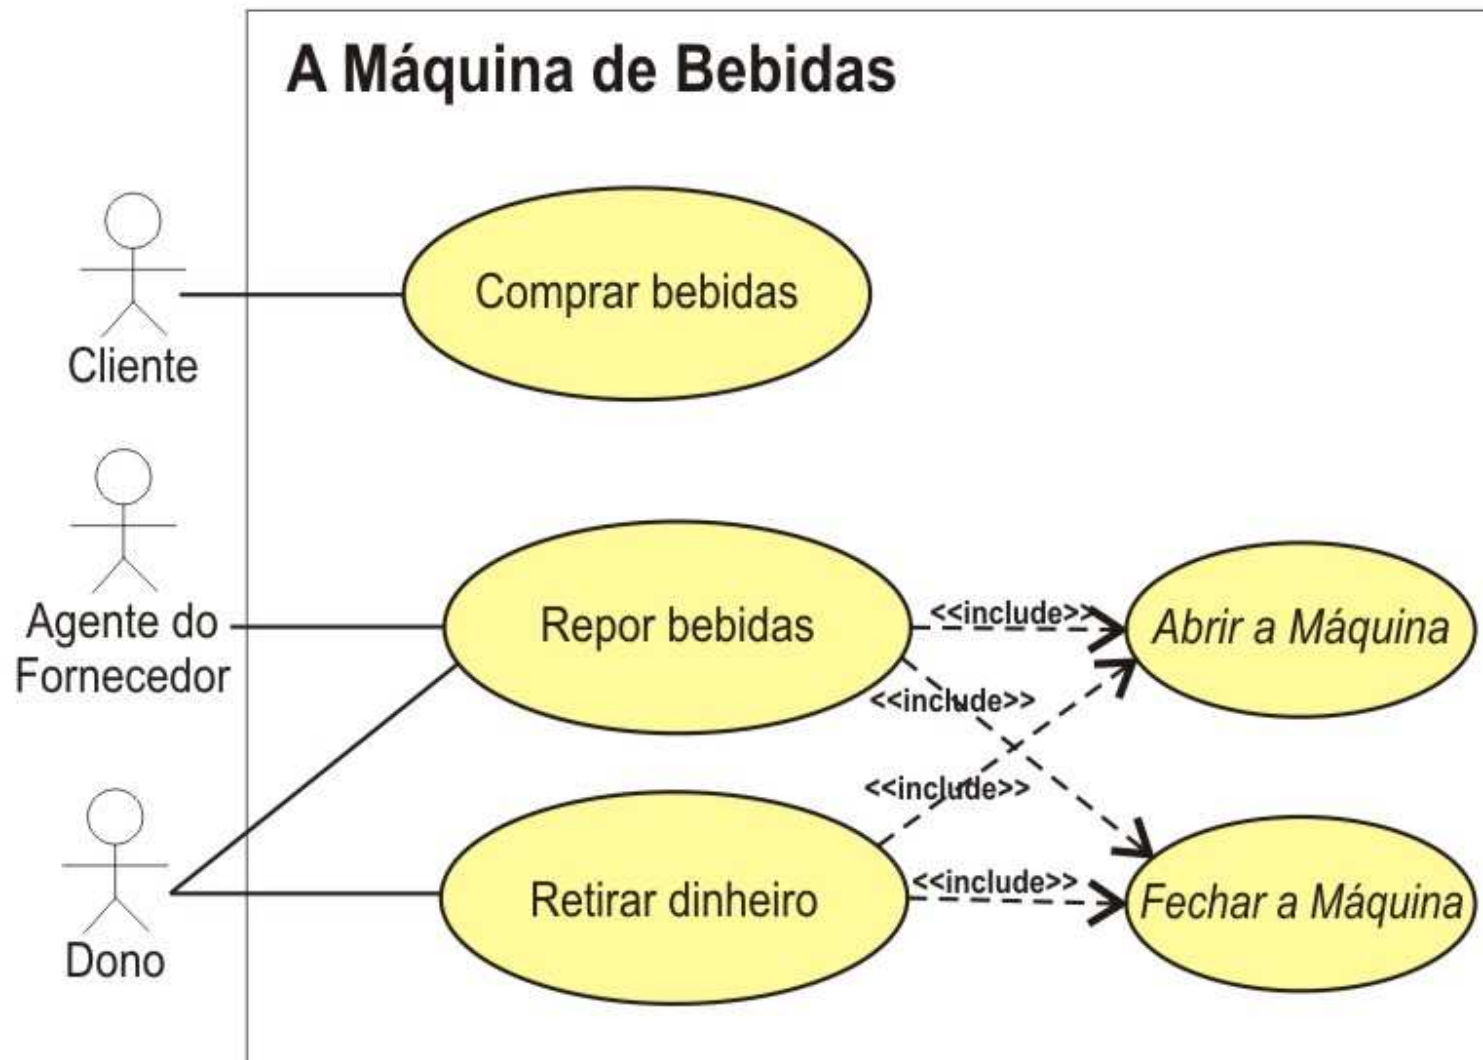 A Máquina de Bebidas
Comprar bebidas
Cliente
Agente do
Fornecedor
Repor bebidas
<<include>>
Abrir a Máquina
<<include>>
<<include>>
Dono
Retirar dinheiro
<<include>>
Fechar a Máquina